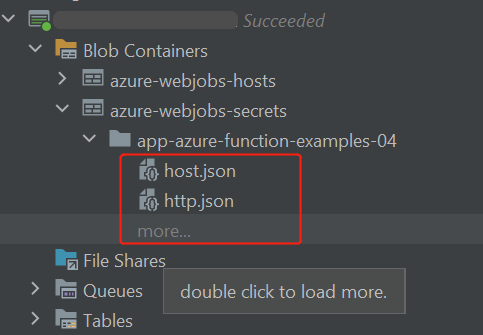 Succeeded
Blob Containers
azure-webjobs-hosts
azure-webjobs-secrets
app-azure-function-examples-04
host.json
http.json
more...
File Shares
double click to load more.
Queues
Tables